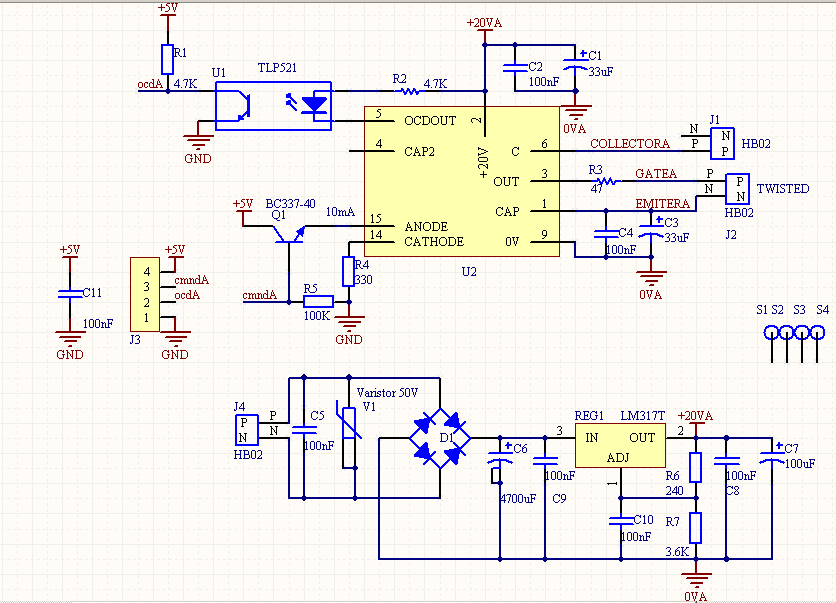 +5V
+20VA
R1
TLP521
U1
C2
C1
100nF
33uF
ocdA
4.7K
R2
4.7K
5
OCDOUT
2
+20V
0VA
GND
4
CAP2
C
6
COLLECTORA
N
P
J1
N
P
HB02
OUT
3
R3
47
GATEA
P
N
P
N
TWISTED
HB02
J2
+5V
BC337-40
Q1
10mA
15
ANODE
CAP
1
EMITERA
C4
C3
33uF
100nF
14
CATHODE
0V
9
U2
0VA
+5V
C11
100nF
GND
+5V
4
3
2
1
cmndA
ocdA
J3
GND
cmndA
R5
100K
R4
330
GND
S1 S2 S3 S4
J4
P
N
P
N
HB02
C5
100nF
Varistor 50V
V1
D1
C6
4700uF
100nF
C9
REG1
LM317T
3
IN
OUT
2
ADJ
1
+20VA
R6
240
C10
100nF
R7
3.6K
100nF
C8
C7
100uF
0VA